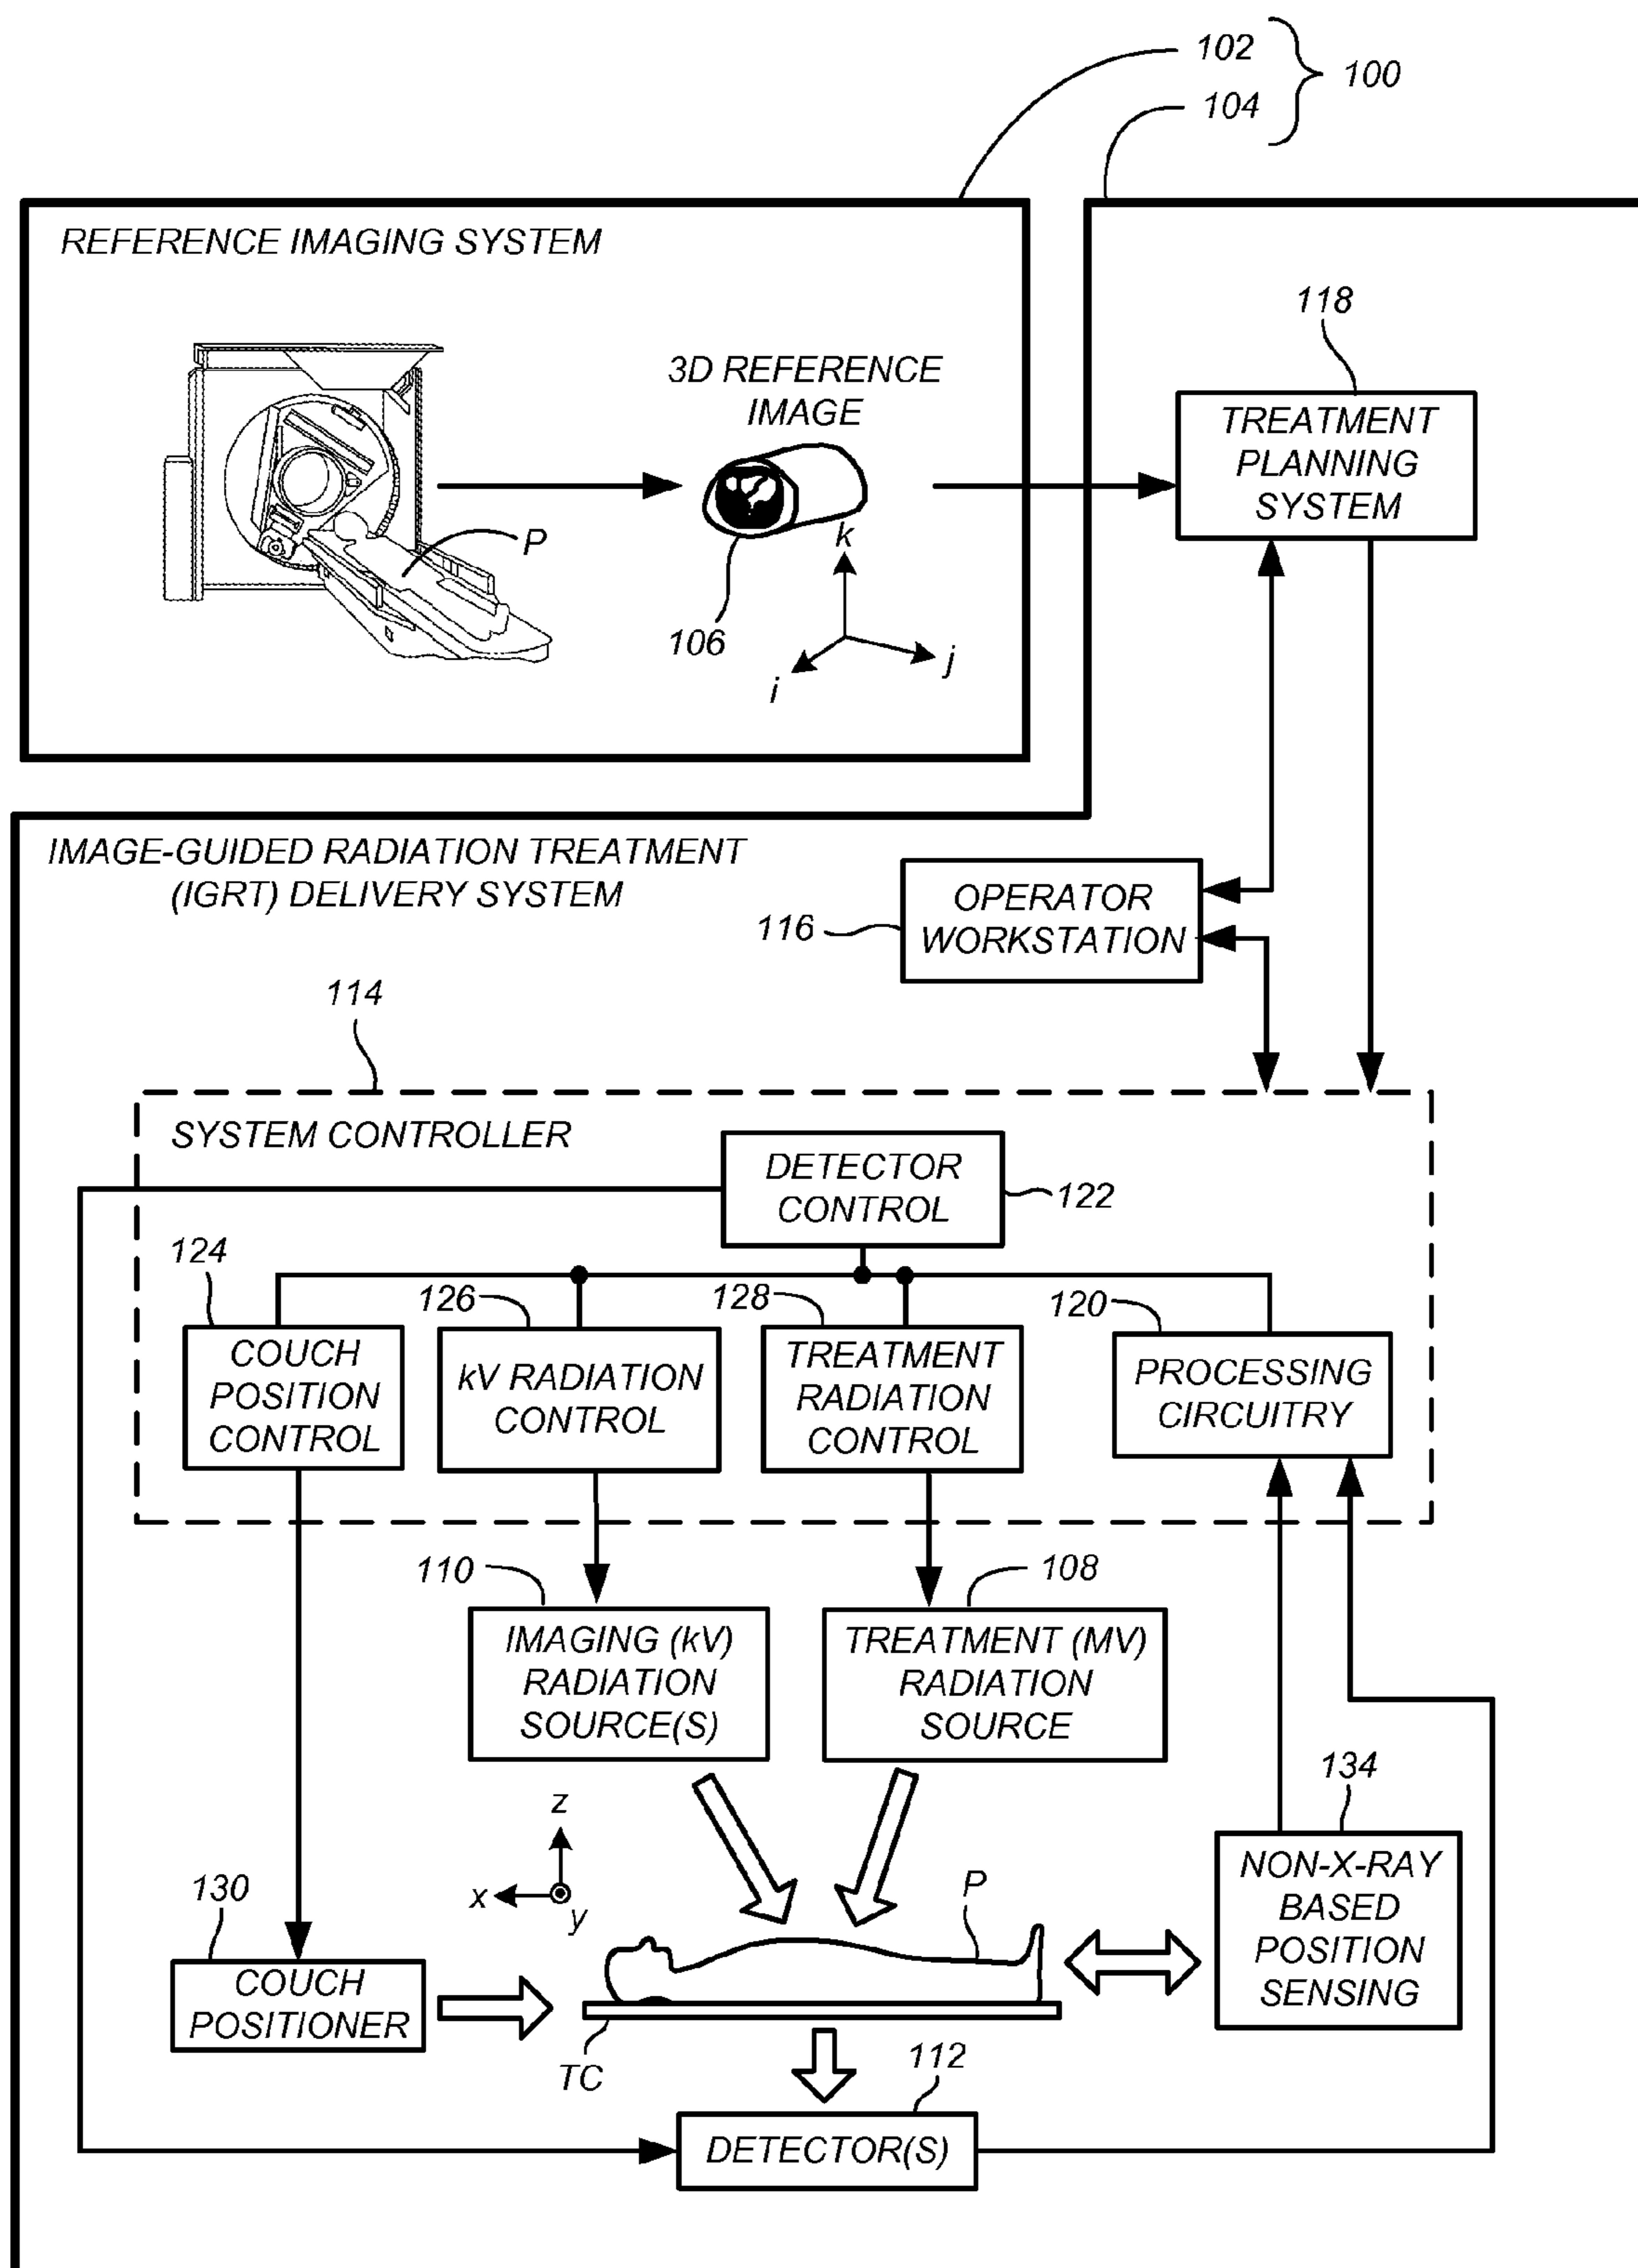 102
100
104
REFERENCE IMAGING SYSTEM
118
3D REFERENCE
IMAGE
TREATMENT
PLANNING
SYSTEM
P
k
106
j
i
IMAGE-GUIDED RADIATION TREATMENT
(IGRT) DELIVERY SYSTEM
OPERATOR
WORKSTATION
116
114
SYSTEM CONTROLLER
DETECTOR
CONTROL
122
124
126
128
120
COUCH
POSITION
CONTROL
kV RADIATION
CONTROL
TREATMENT
RADIATION
CONTROL
PROCESSING
CIRCUITRY
110
108
IMAGING (kV)
RADIATION
SOURCE(S)
TREATMENT (MV)
RADIATION
SOURCE
134
z
x
y
NON-X-RAY
BASED
POSITION
SENSING
130
P
COUCH
POSITIONER
TC
112
DETECTOR(S)